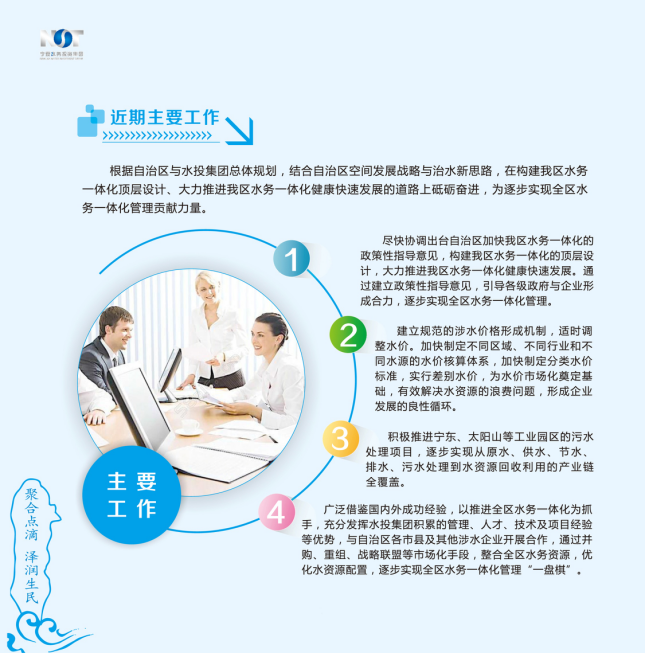 近期主要工作
根据自治区与水投集团总体规划，结合自治区空间发展战略与治水新思路，在构建我区水务
一体化顶层设计、大力推进我区水务一体化健康快速发展的道路上砥砺奋进，为逐步实现全区水
务一体化管理贡献力量。
1
尽快协调出台自治区加快我区水务一体化的
政策性指导意见，构建我区水务一体化的顶层设
计，大力推进我区水务一体化健康快速发展。通
过建立政策性指导意见，引导各级政府与企业形
成合力，逐步实现全区水务一体化管理。
2
建立规范的涉水价格形成机制，适时调
整水价。加快制定不同区域、不同行业和不
同水源的水价核算体系，加快制定分类水价
标准，实行差别水价，为水价市场化奠定基
础，有效解决水资源的浪费问题，形成企业
发展的良性循环。
3
积极推进宁东、太阳山等工业园区的污水
处理项目，逐步实现从原水、供水、节水、
排水、污水处理到水资源回收利用的产业链
全覆盖。
4
广泛借鉴国内外成功经验，以推进全区水务一体化为抓
手，充分发挥水投集团积累的管理、人才、技术及项目经验
等优势，与自治区各市县及其他涉水企业开展合作，通过并
购、重组、战略联盟等市场化手段，整合全区水务资源，优
化水资源配置，逐步实现全区水务一体化管理“一盘棋”。
主要
工作
聚合点滴 泽润生民